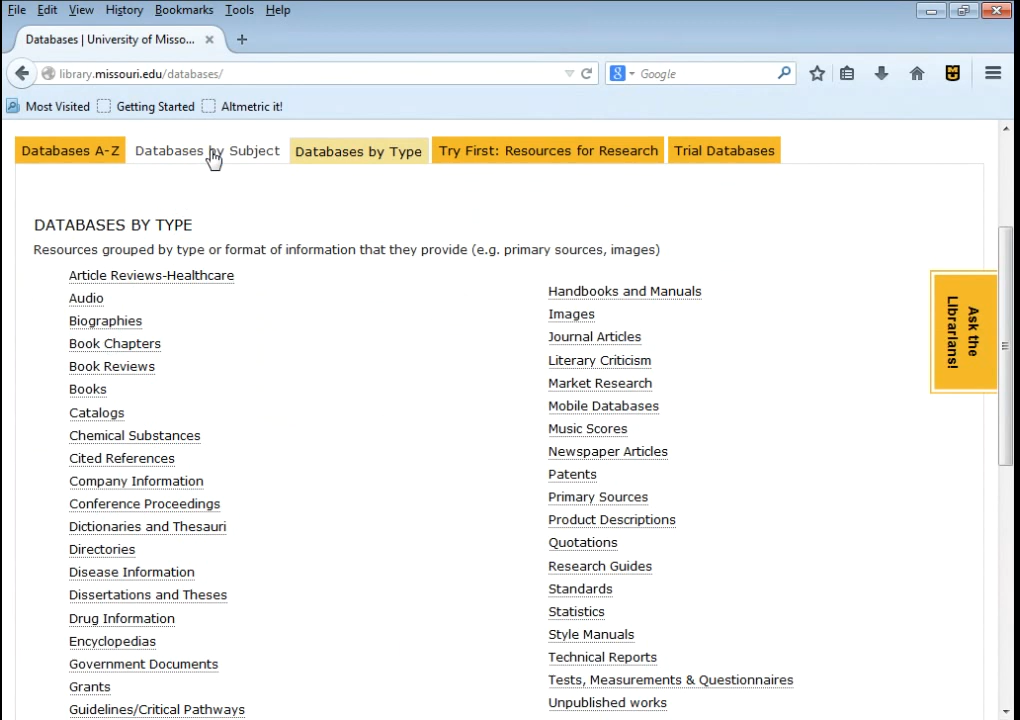 File Edit View History Bookmarks Tools Help
Databases | University of Misso...
library.missouri.edu/databases/
Google
Most Visited Getting Started Altmetric it!
Databases A-Z Databases by Subject Databases by Type Try First: Resources for Research Trial Databases
DATABASES BY TYPE
Resources grouped by type or format of information that they provide (e.g. primary sources, images)
Article Reviews-Healthcare
Audio
Biographies
Book Chapters
Book Reviews
Books
Catalogs
Chemical Substances
Cited References
Company Information
Conference Proceedings
Dictionaries and Thesauri
Directories
Disease Information
Dissertations and Theses
Drug Information
Encyclopedias
Government Documents
Grants
Guidelines/Critical Pathways
Handbooks and Manuals
Images
Journal Articles
Literary Criticism
Market Research
Mobile Databases
Music Scores
Newspaper Articles
Patents
Primary Sources
Product Descriptions
Quotations
Research Guides
Standards
Statistics
Style Manuals
Technical Reports
Tests, Measurements & Questionnaires
Unpublished works
Ask the
Librarians!